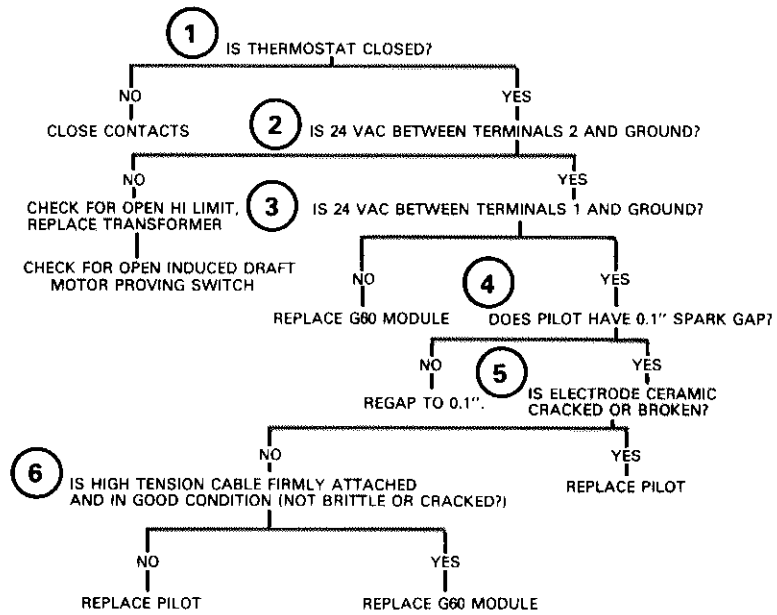 1
IS THERMOSTAT CLOSED?
NO
YES
CLOSE CONTACTS
2
IS 24 VAC BETWEEN TERMINALS 2 AND GROUND?
NO
YES
CHECK FOR OPEN HI LIMIT,
REPLACE TRANSFORMER
3
IS 24 VAC BETWEEN TERMINALS 1 AND GROUND?
CHECK FOR OPEN INDUCED DRAFT
MOTOR PROVING SWITCH
NO
YES
REPLACE G60 MODULE
4
DOES PILOT HAVE 0.1" SPARK GAP?
NO
YES
REGAP TO 0.1".
5
IS ELECTRODE CERAMIC
CRACKED OR BROKEN?
NO
YES
6
IS HIGH TENSION CABLE FIRMLY ATTACHED
AND IN GOOD CONDITION (NOT BRITTLE OR CRACKED?)
REPLACE PILOT
NO
YES
REPLACE PILOT
REPLACE G60 MODULE